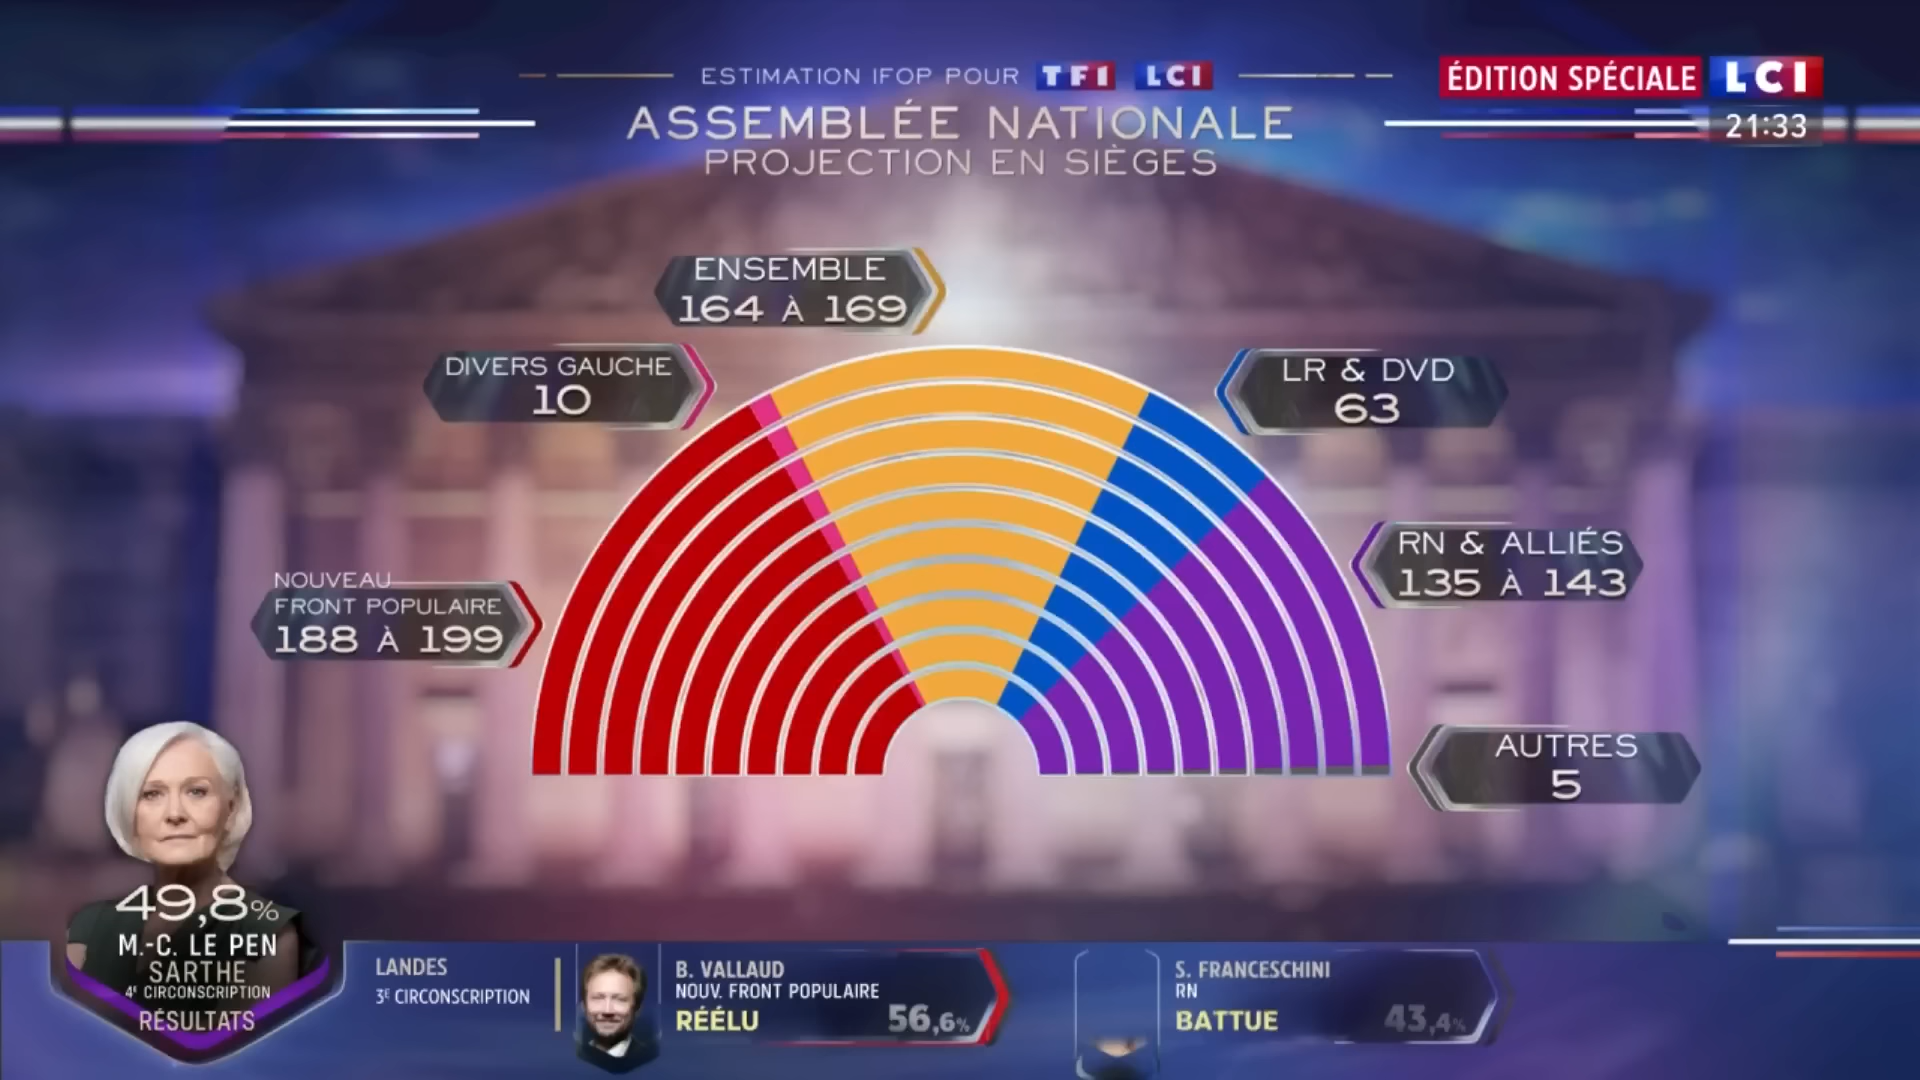 ESTIMATION IFOP POUR TF1 LCI
ASSEMBLÉE NATIONALE
PROJECTION EN SIÈGES
ÉDITION SPÉCIALE LCI
21:33
ENSEMBLE
164 À 169
DIVERS GAUCHE
10
LR & DVD
63
NOUVEAU
FRONT POPULAIRE
188 À 199
RN & ALLIÉS
135 À 143
AUTRES
5
49,8%
M.-C. LE PEN
SARTHE
4E CIRCONSCRIPTION
RÉSULTATS
LANDES
3E CIRCONSCRIPTION
B. VALLAUD
NOUV. FRONT POPULAIRE
RÉÉLU 56,6%
S. FRANCESCHINI
RN
BATTUE 43,4%